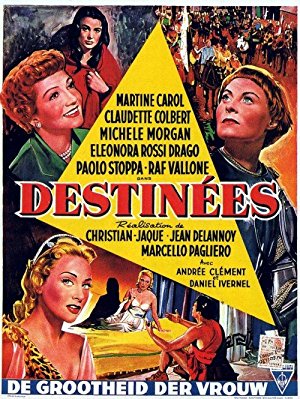 MARTINE CAROL
CLAUDETTE COLBERT
MICHELE MORGAN
ELEONORA ROSSI DRAGO
PAOLO STOPPA - RAF VALLONE
DANS
DESTINÉES
Réalisation de
CHRISTIAN-JAQUE - JEAN DELANNOY
MARCELLO PAGLIERO
Avec
ANDRÉE CLÉMENT
et
DANIEL IVERNEL
DE GROOTHEID DER VROUW